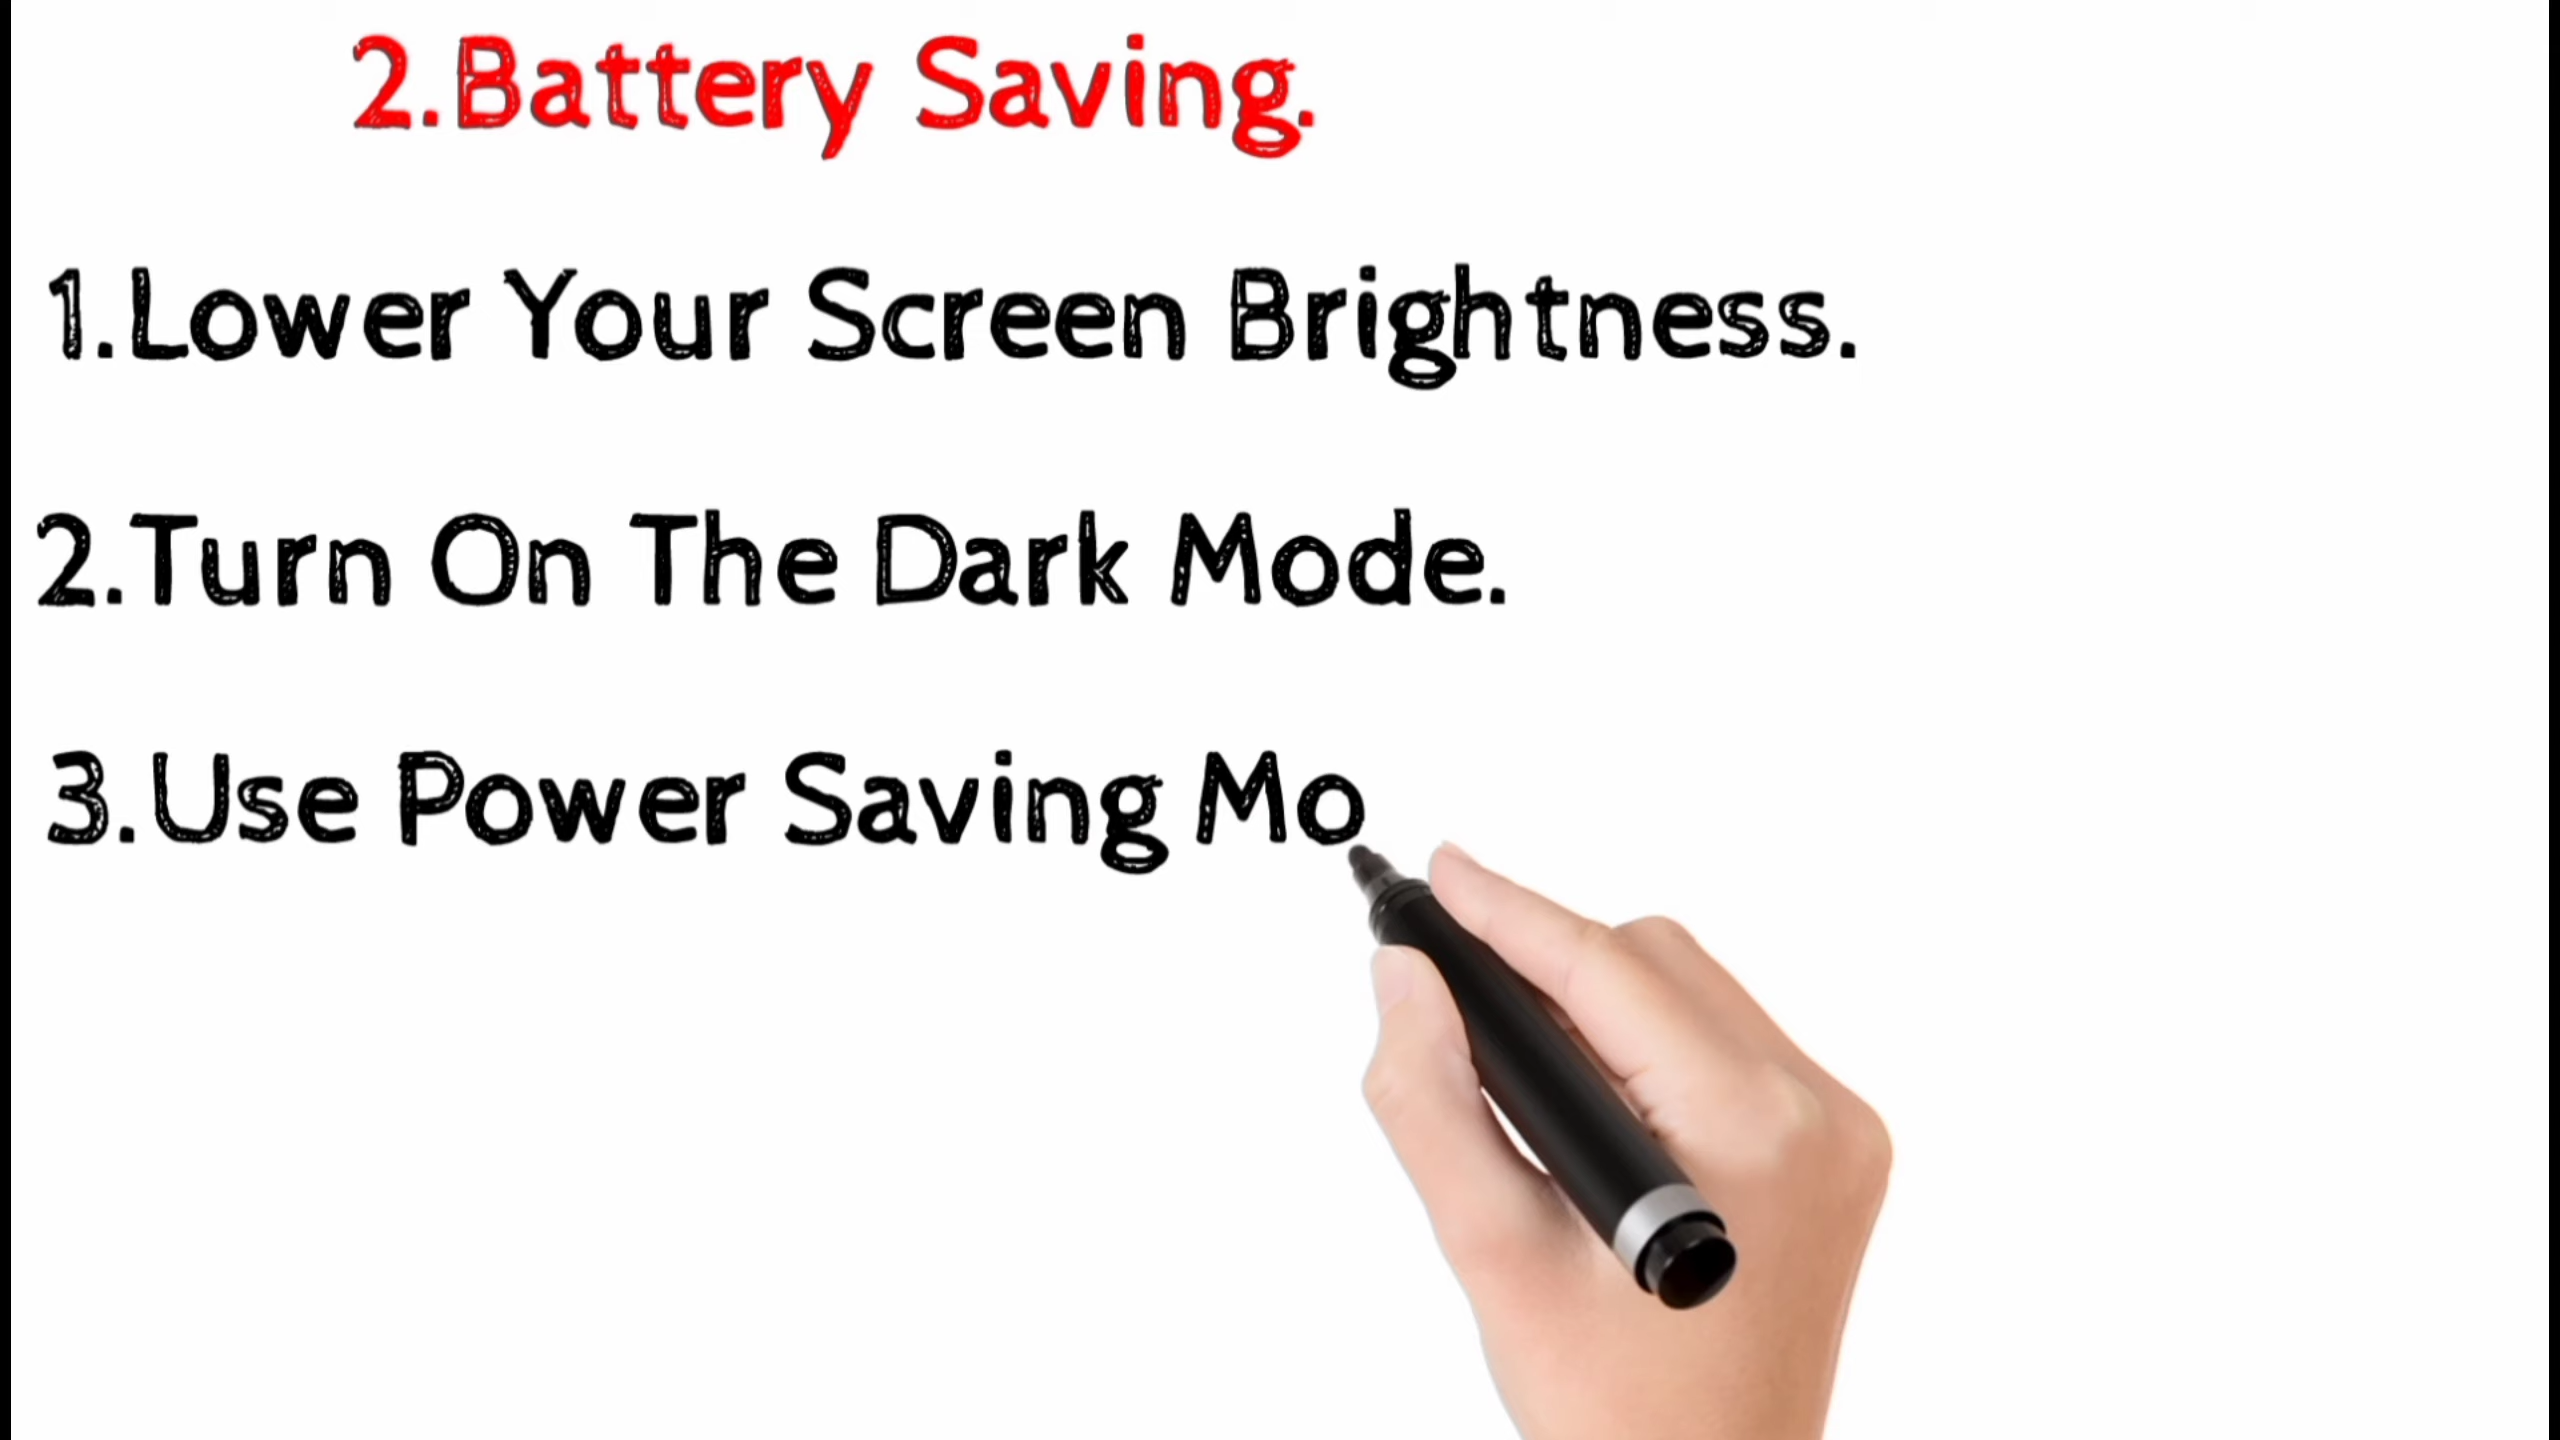 2.Battery Saving.
1.Lower Your Screen Brightness.
2.Turn On The Dark Mode.
3.Use Power Saving Mo